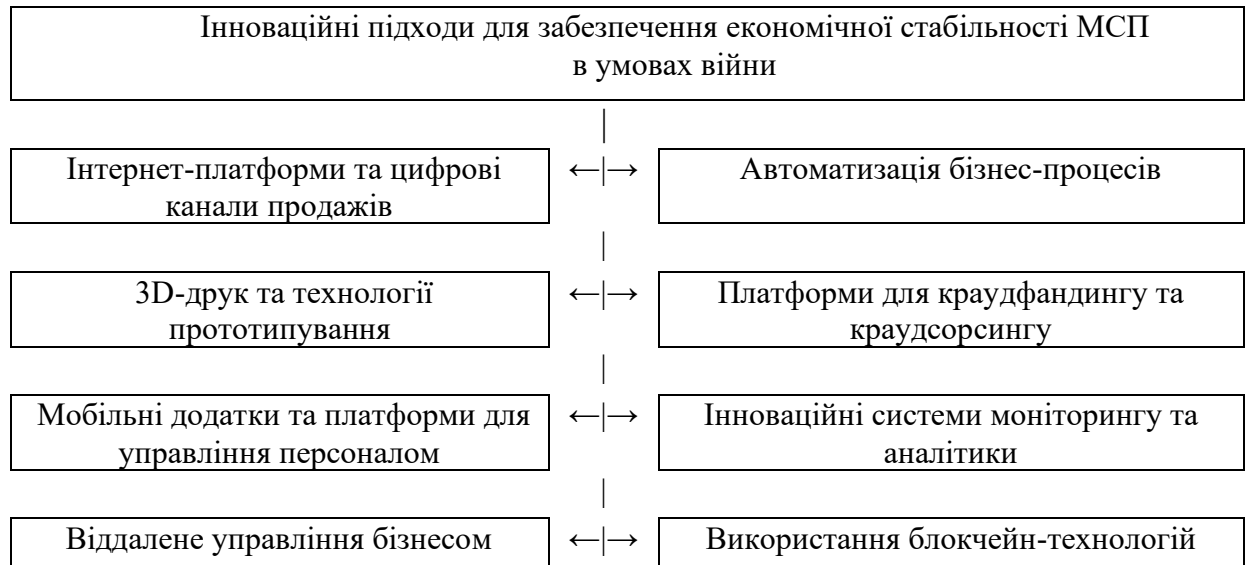 Інноваційні підходи для забезпечення економічної стабільності МСП
в умовах війни
Інтернет-платформи та цифрові
канали продажів
Автоматизація бізнес-процесів
3D-друк та технології
прототипування
Платформи для краудфандингу та
краудсорсингу
Мобільні додатки та платформи для
управління персоналом
Інноваційні системи моніторингу та
аналітики
Віддалене управління бізнесом
Використання блокчейн-технологій